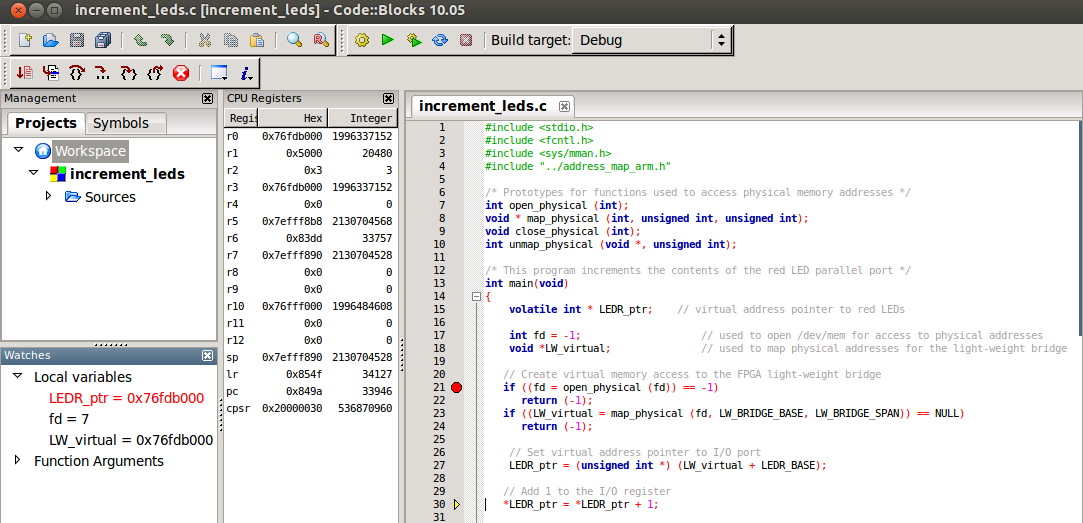 increment_leds.c [increment_leds] - Code::Blocks 10.05
Build target: Debug
Management
Projects Symbols
Workspace
increment_leds
Sources
Watches
Local variables
LEDR_ptr = 0x76fdb000
fd = 7
LW_virtual = 0x76fdb000
Function Arguments
CPU Registers
Regis Hex Integer
r0 0x76fdb000 1996337152
r1 0x5000 20480
r2 0x3 3
r3 0x76fdb000 1996337152
r4 0x0 0
r5 0x7efff8b8 2130704568
r6 0x83dd 33757
r7 0x7efff890 2130704528
r8 0x0 0
r9 0x0 0
r10 0x76fff000 1996484608
r11 0x0 0
r12 0x0 0
sp 0x7efff890 2130704528
lr 0x854f 34127
pc 0x849a 33946
cpsr 0x20000030 536870960
increment_leds.c
1 #include <stdio.h>
2 #include <fcntl.h>
3 #include <sys/mman.h>
4 #include "../address_map_arm.h"
5
6 /* Prototypes for functions used to access physical memory addresses */
7 int open_physical (int);
8 void * map_physical (int, unsigned int, unsigned int);
9 void close_physical (int);
10 int unmap_physical (void *, unsigned int);
11
12 /* This program increments the contents of the red LED parallel port */
13 int main(void)
14 {
15 volatile int * LEDR_ptr; // virtual address pointer to red LEDs
16
17 int fd = -1; // used to open /dev/mem for access to physical addresses
18 void *LW_virtual; // used to map physical addresses for the light-weight bridge
19
20 // Create virtual memory access to the FPGA light-weight bridge
21 if ((fd = open_physical (fd)) == -1)
22 return (-1);
23 if ((LW_virtual = map_physical (fd, LW_BRIDGE_BASE, LW_BRIDGE_SPAN)) == NULL)
24 return (-1);
25
26 // Set virtual address pointer to I/O port
27 LEDR_ptr = (unsigned int *) (LW_virtual + LEDR_BASE);
28
29 // Add 1 to the I/O register
30 *LEDR_ptr = *LEDR_ptr + 1;
31